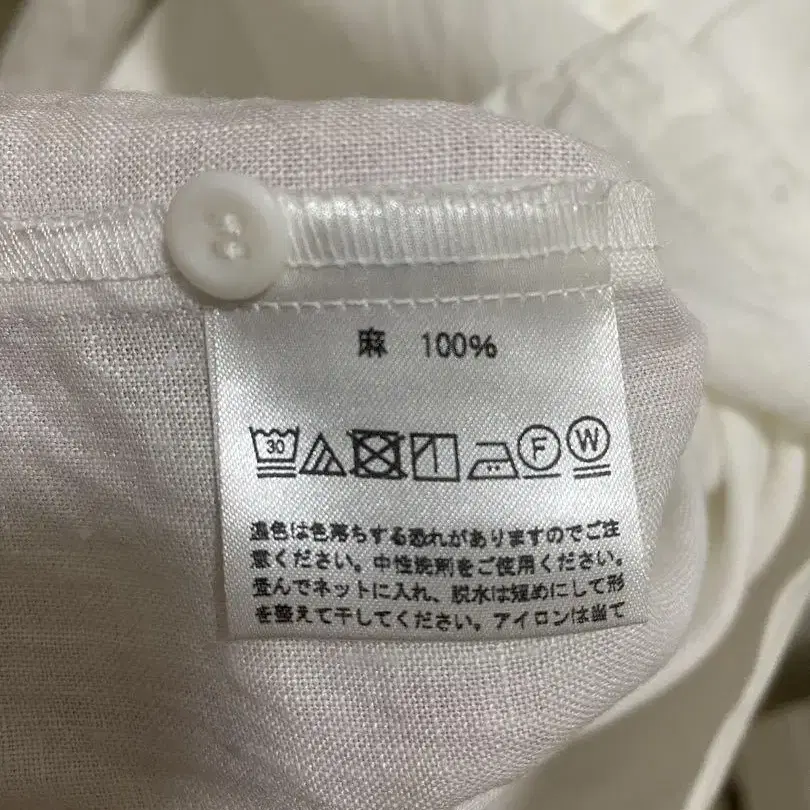 麻 100%
30 F W
濃色は色落ちする恐れがありますのでご注
意ください。中性洗剤をご使用ください。
畳んでネットに入れ、脱水は短めにして形
を整えて干してください。アイロンは当て